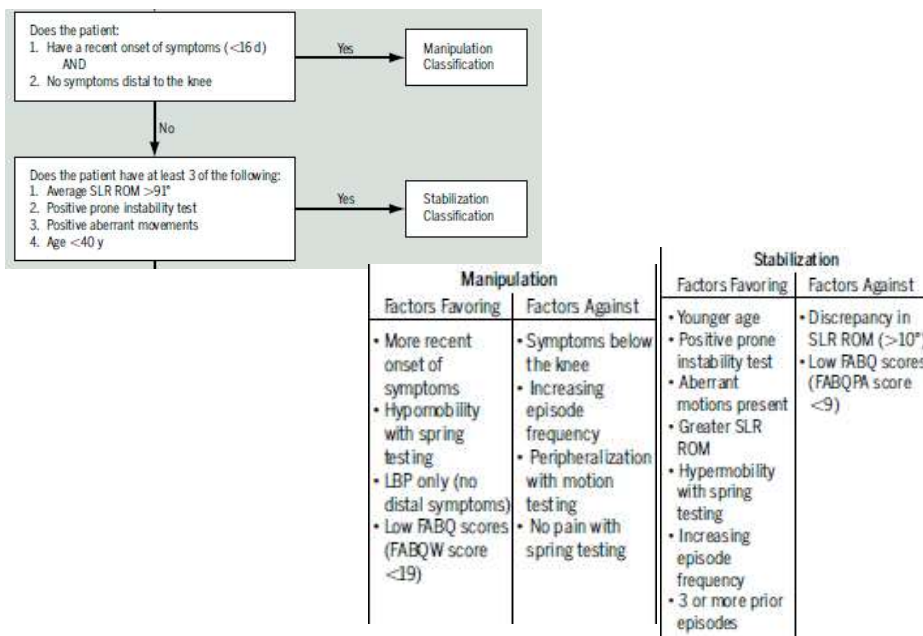 Does the patient:
1. Have a recent onset of symptoms (<16 d)
AND
2. No symptoms distal to the knee
Yes
Manipulation
Classification
No
Does the patient have at least 3 of the following:
1. Average SLR ROM >91°
2. Positive prone instability test
3. Positive aberrant movements
4. Age <40 y
Yes
Stabilization
Classification
Manipulation
Factors Favoring
• More recent
onset of
symptoms
• Hypomobility
with spring
testing
• LBP only (no
distal symptoms)
• Low FABQ scores
(FABQW score
<19)
Factors Against
• Symptoms below
the knee
• Increasing
episode
frequency
• Peripheralization
with motion
testing
• No pain with
spring testing
Stabilization
Factors Favoring
• Younger age
• Positive prone
instability test
• Aberrant
motions present
• Greater SLR
ROM
• Hypermobility
with spring
testing
• Increasing
episode
frequency
• 3 or more prior
episodes
Factors Against
• Discrepancy in
SLR ROM (>10°)
• Low FABQ scores
(FABQPA score
<9)